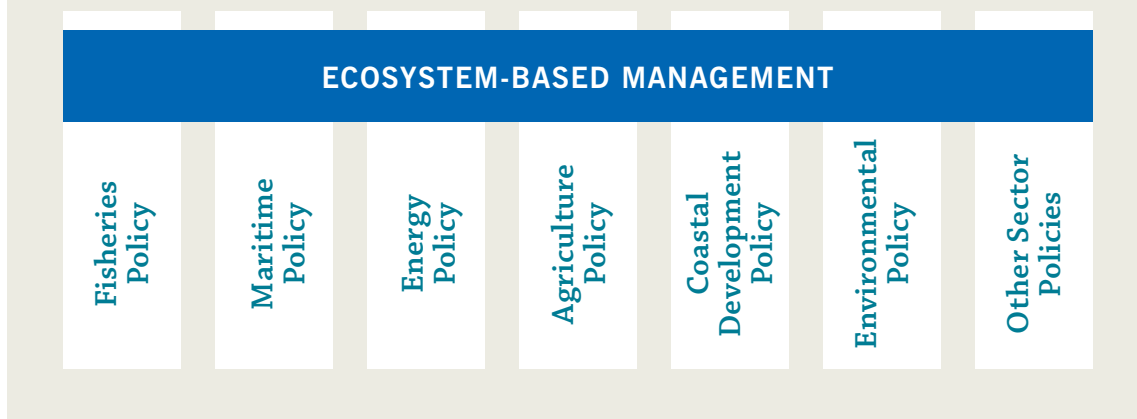 ECOSYSTEM-BASED MANAGEMENT
Fisheries
Policy
Maritime
Policy
Energy
Policy
Agriculture
Policy
Coastal
Development
Policy
Environmental
Policy
Other Sector
Policies